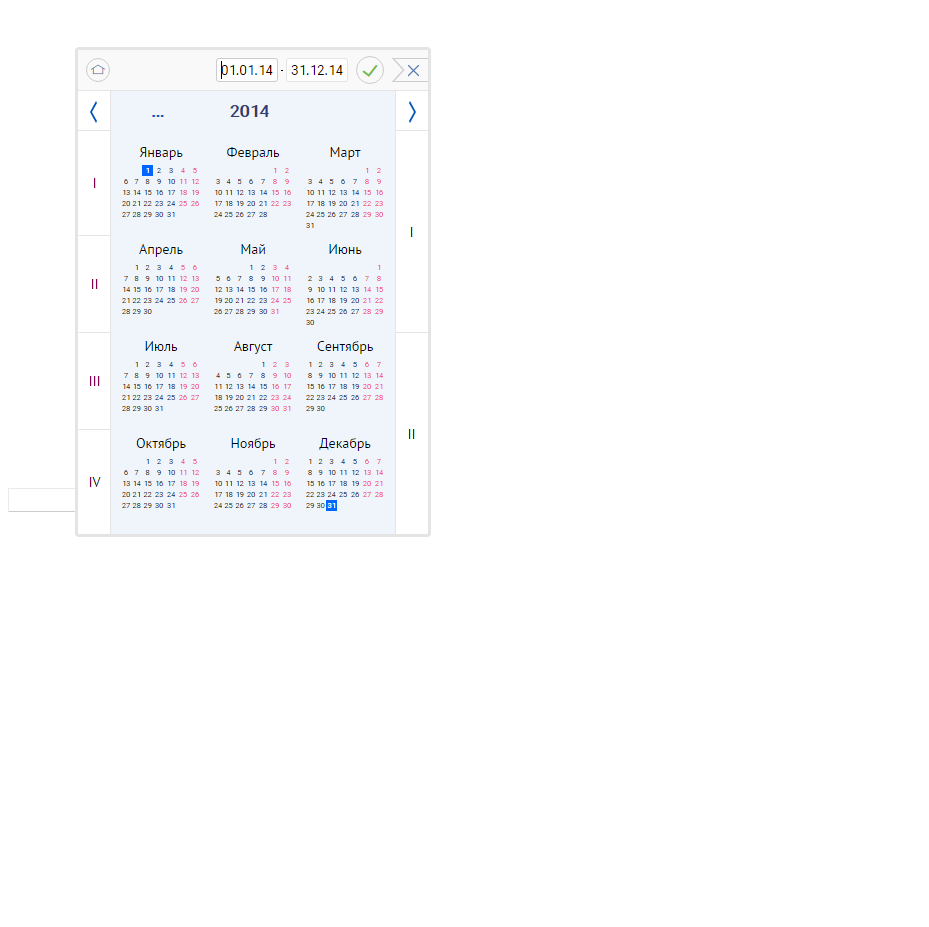 01.01.14 - 31.12.14
... 2014
Январь Февраль Март
1 2 3 4 5 1 2 1 2
I 6 7 8 9 10 11 12 3 4 5 6 7 8 9 3 4 5 6 7 8 9
13 14 15 16 17 18 19 10 11 12 13 14 15 16 10 11 12 13 14 15 16
20 21 22 23 24 25 26 17 18 19 20 21 22 23 17 18 19 20 21 22 23
27 28 29 30 31 24 25 26 27 28 24 25 26 27 28 29 30
31 I
Апрель Май Июнь
1 2 3 4 5 6 1 2 3 4 1
II 7 8 9 10 11 12 13 5 6 7 8 9 10 11 2 3 4 5 6 7 8
14 15 16 17 18 19 20 12 13 14 15 16 17 18 9 10 11 12 13 14 15
21 22 23 24 25 26 27 19 20 21 22 23 24 25 16 17 18 19 20 21 22
28 29 30 26 27 28 29 30 31 23 24 25 26 27 28 29
30
Июль Август Сентябрь
1 2 3 4 5 6 1 2 3 1 2 3 4 5 6 7
III 7 8 9 10 11 12 13 4 5 6 7 8 9 10 8 9 10 11 12 13 14
14 15 16 17 18 19 20 11 12 13 14 15 16 17 15 16 17 18 19 20 21
21 22 23 24 25 26 27 18 19 20 21 22 23 24 22 23 24 25 26 27 28
28 29 30 31 25 26 27 28 29 30 31 29 30
II
Октябрь Ноябрь Декабрь
1 2 3 4 5 1 2 1 2 3 4 5 6 7
6 7 8 9 10 11 12 3 4 5 6 7 8 9 8 9 10 11 12 13 14
IV 13 14 15 16 17 18 19 10 11 12 13 14 15 16 15 16 17 18 19 20 21
20 21 22 23 24 25 26 17 18 19 20 21 22 23 22 23 24 25 26 27 28
27 28 29 30 31 24 25 26 27 28 29 30 29 30 31